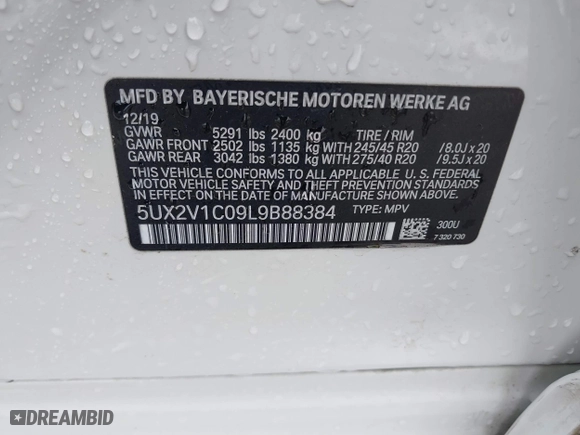 MFD BY BAYERISCHE MOTOREN WERKE AG
12/19
GVWR 5291 lbs 2400 kg TIRE / RIM
GAWR FRONT 2502 lbs 1135 kg WITH 245/45 R20 /8.0J x 20
GAWR REAR 3042 lbs 1380 kg WITH 275/40 R20 /9.5J x 20
THIS VEHICLE CONFORMS TO ALL APPLICABLE U. S. FEDERAL
MOTOR VEHICLE SAFETY AND THEFT PREVENTION STANDARDS
IN EFFECT ON THE DATE OF MANUFACTURE SHOWN ABOVE.
5UX2V1C09L9B88384 TYPE: MPV
300U
7 320 730
DREAMBID